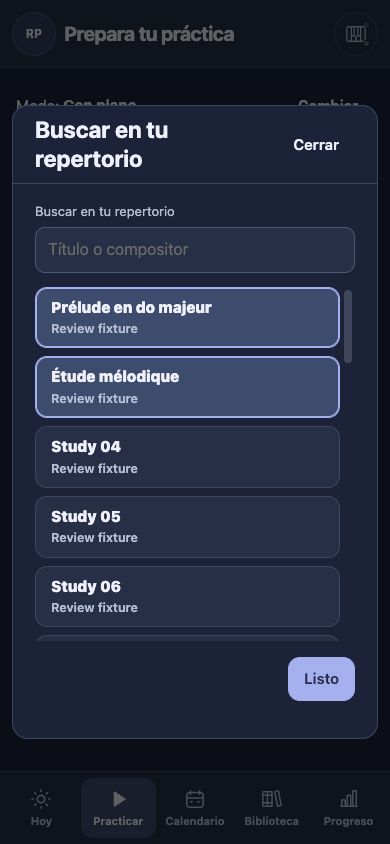 RP
Prepara tu práctica
Modo: Con piano
Cambiar
Buscar en tu
repertorio
Cerrar
Buscar en tu repertorio
Título o compositor
Prélude en do majeur
Review fixture
Étude mélodique
Review fixture
Study 04
Review fixture
Study 05
Review fixture
Study 06
Review fixture
Listo
Hoy
Practicar
Calendario
Biblioteca
Progreso